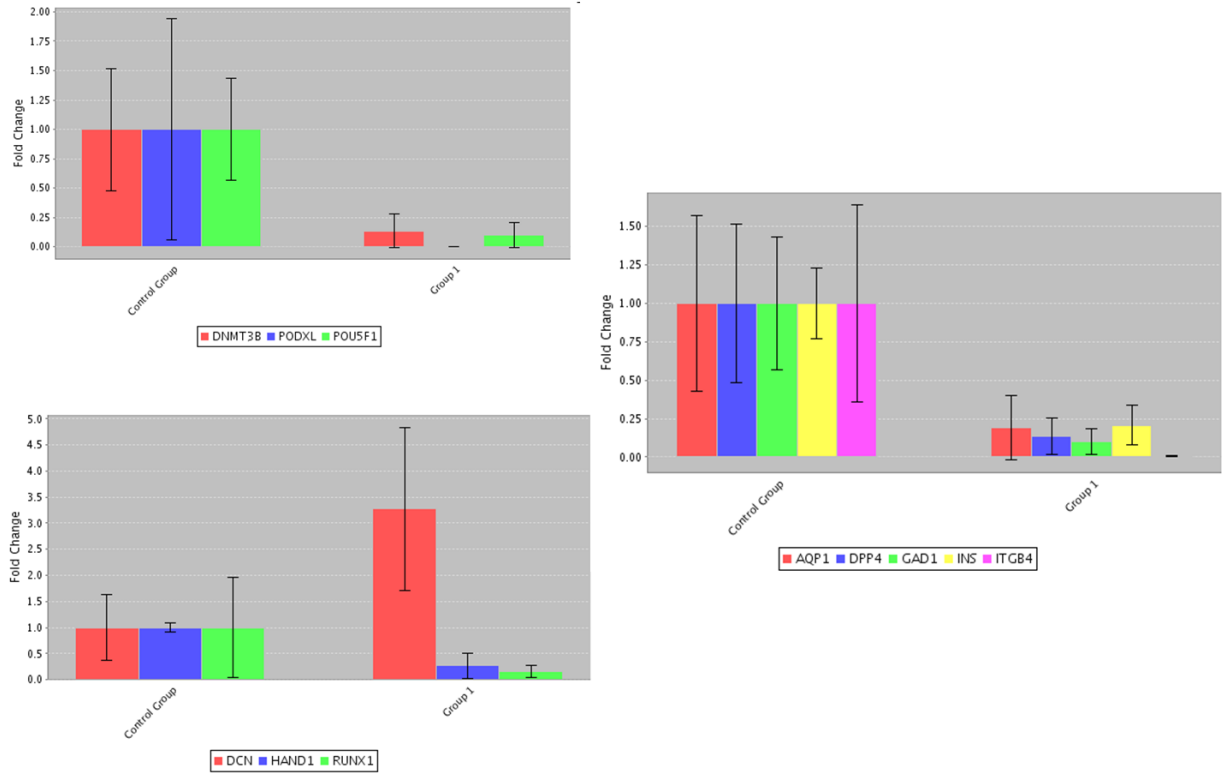 2.00
1.75
1.50
1.25
1.00
0.75
0.50
0.25
0.00
Fold Change
Control Group
Group 1
DNMT3B PODXL POU5F1
1.50
1.25
1.00
0.75
0.50
0.25
0.00
Fold Change
Control Group
Group 1
AQP1 DPP4 GAD1 INS ITGB4
5.0
4.5
4.0
3.5
3.0
2.5
2.0
1.5
1.0
0.5
0.0
Fold Change
Control Group
Group 1
DCN HAND1 RUNX1